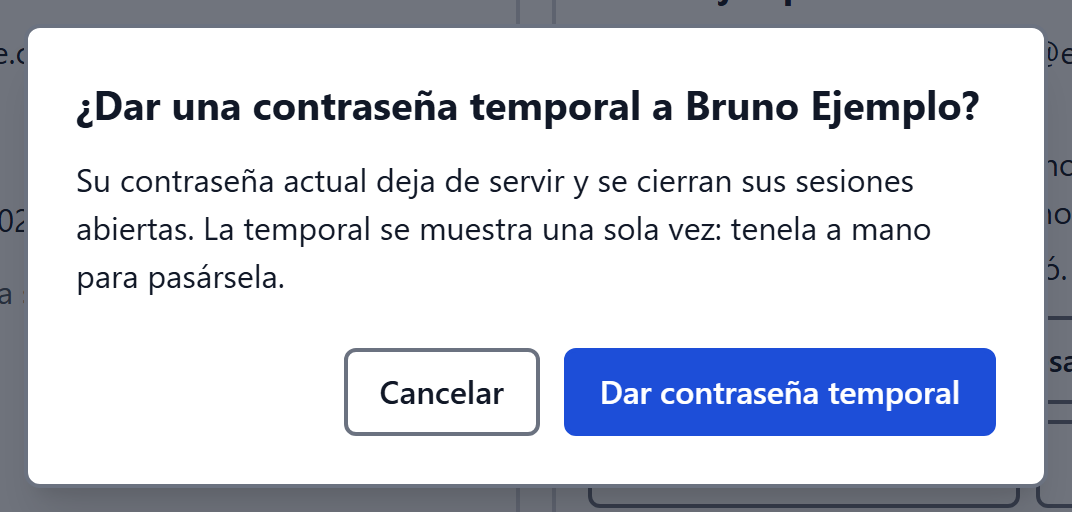 ¿Dar una contraseña temporal a Bruno Ejemplo?
Su contraseña actual deja de servir y se cierran sus sesiones
abiertas. La temporal se muestra una sola vez: tenela a mano
para pasársela.
Cancelar
Dar contraseña temporal